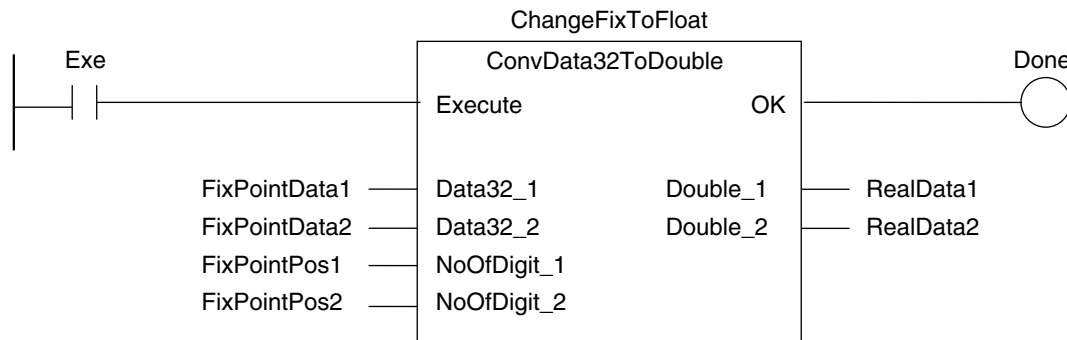 ChangeFixToFloat
Exe
ConvData32ToDouble
Done
Execute OK
FixPointData1 Data32_1 Double_1 RealData1
FixPointData2 Data32_2 Double_2 RealData2
FixPointPos1 NoOfDigit_1
FixPointPos2 NoOfDigit_2